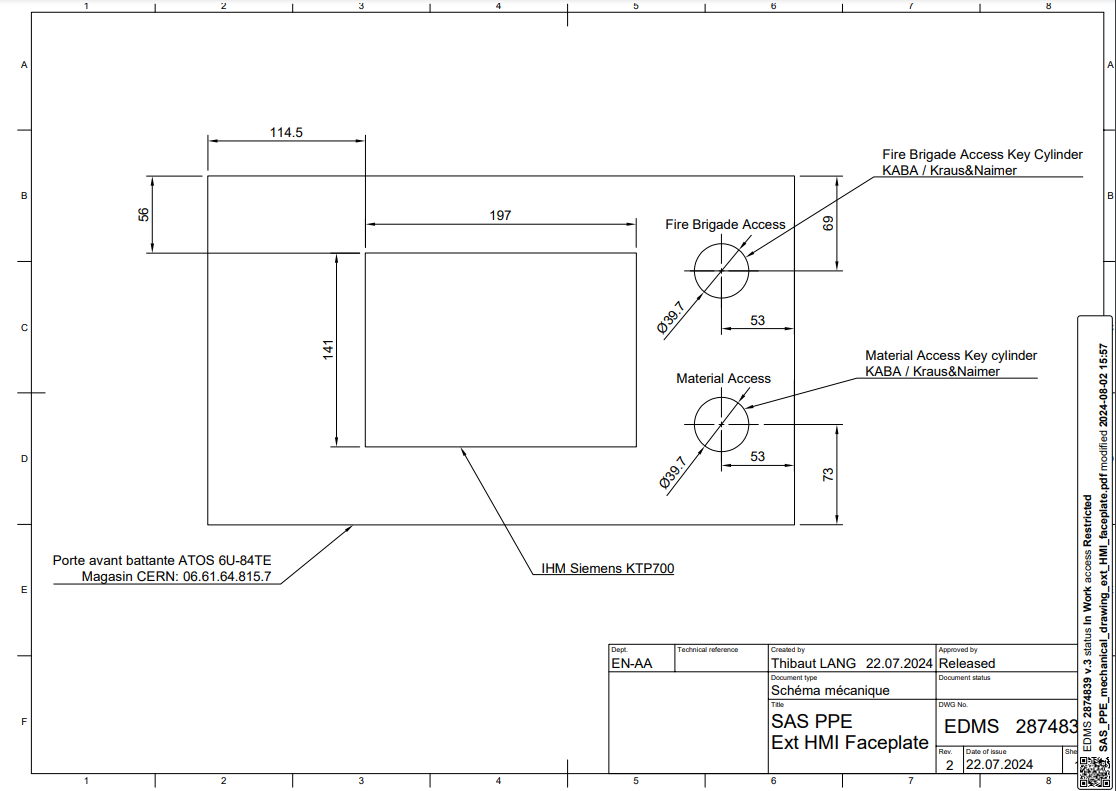 1 2 3 4 5 6 7 8
A A
B B
C
D
E
F
114.5
56
197
141
Fire Brigade Access Key Cylinder
KABA / Kraus&Naimer
Fire Brigade Access
69
Ø39.7
53
Material Access Key cylinder
KABA / Kraus&Naimer
Material Access
Ø39.7
53
73
Porte avant battante ATOS 6U-84TE
Magasin CERN: 06.61.64.815.7
IHM Siemens KTP700
Dept.
EN-AA
Technical reference
Created by
Thibaut LANG 22.07.2024
Approved by
Released
Document type
Schéma mécanique
Document status
Title
SAS PPE
Ext HMI Faceplate
DWG No.
EDMS 287483
Rev.
2
Date of issue
22.07.2024
She
1 2 3 4 5 6 7 8
EDMS 2874839 v.3 status In Work access Restricted
SAS_PPE_mechanical_drawing_ext_HMI_faceplate.pdf modified 2024-08-02 15:57